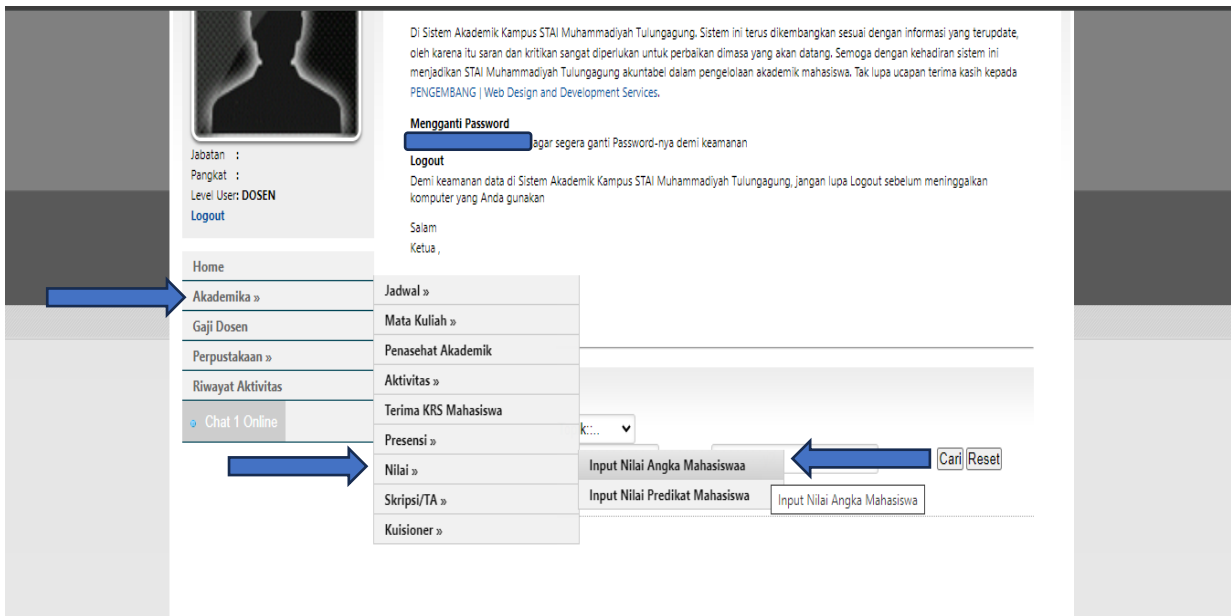 Di Sistem Akademik Kampus STAI Muhammadiyah Tulungagung. Sistem ini terus dikembangkan sesuai dengan informasi yang terupdate,
oleh karena itu saran dan kritikan sangat diperlukan untuk perbaikan dimasa yang akan datang. Semoga dengan kehadiran sistem ini
menjadikan STAI Muhammadiyah Tulungagung akuntabel dalam pengelolaan akademik mahasiswa. Tak lupa ucapan terima kasih kepada
PENGEMBANG | Web Design and Development Services.
Mengganti Password
agar segera ganti Password-nya demi keamanan
Logout
Demi keamanan data di Sistem Akademik Kampus STAI Muhammadiyah Tulungagung, jangan lupa Logout sebelum meninggalkan
komputer yang Anda gunakan
Salam
Ketua ,
Jabatan :
Pangkat :
Level User: DOSEN
Logout
Home
Akademika »
Gaji Dosen
Perpustakaan »
Riwayat Aktivitas
Chat 1 Online
Jadwal »
Mata Kuliah »
Penasehat Akademik
Aktivitas »
Terima KRS Mahasiswa
Presensi »
Nilai »
Skripsi/TA »
Kuisioner »
k::..
Input Nilai Angka Mahasiswaa
Input Nilai Predikat Mahasiswa
Input Nilai Angka Mahasiswa
Cari Reset